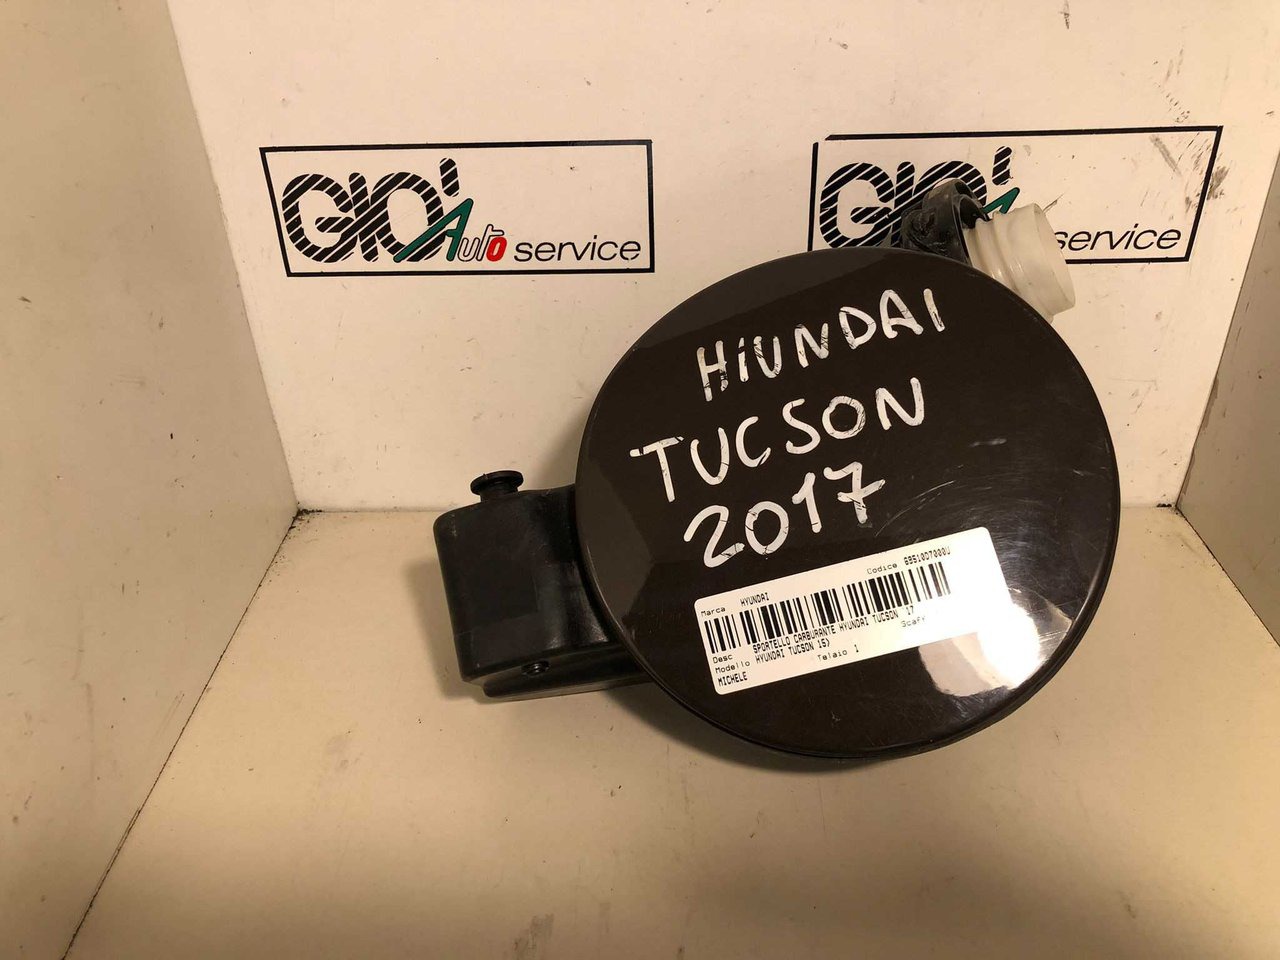 GIO' Auto service
GIO' service
HiUNDAI
TUCSON
2017
Marca HYUNDAI Codice 69510D7000U
Desc SPORTELLO CARBURANTE HYUNDAI TUCSON '17
Modello HYUNDAI TUCSON 15> Telaio 1
MICHELE